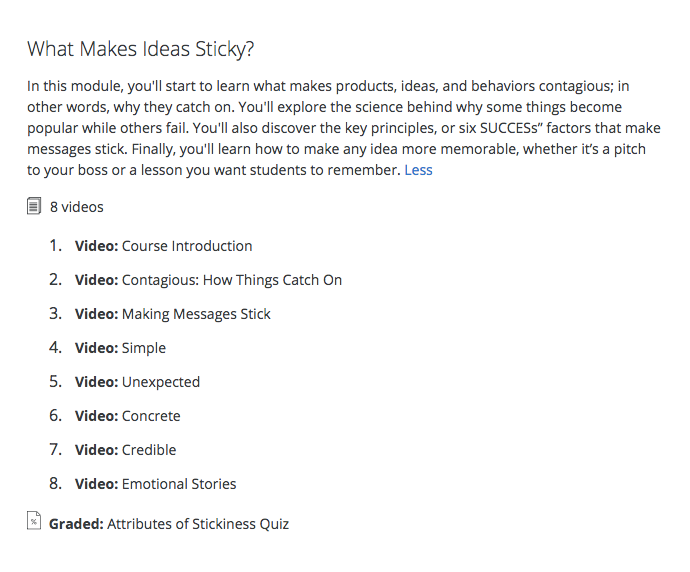 What Makes Ideas Sticky?
In this module, you'll start to learn what makes products, ideas, and behaviors contagious; in
other words, why they catch on. You'll explore the science behind why some things become
popular while others fail. You'll also discover the key principles, or six SUCCESs” factors that make
messages stick. Finally, you'll learn how to make any idea more memorable, whether it’s a pitch
to your boss or a lesson you want students to remember. Less
8 videos
1. Video: Course Introduction
2. Video: Contagious: How Things Catch On
3. Video: Making Messages Stick
4. Video: Simple
5. Video: Unexpected
6. Video: Concrete
7. Video: Credible
8. Video: Emotional Stories
% Graded: Attributes of Stickiness Quiz